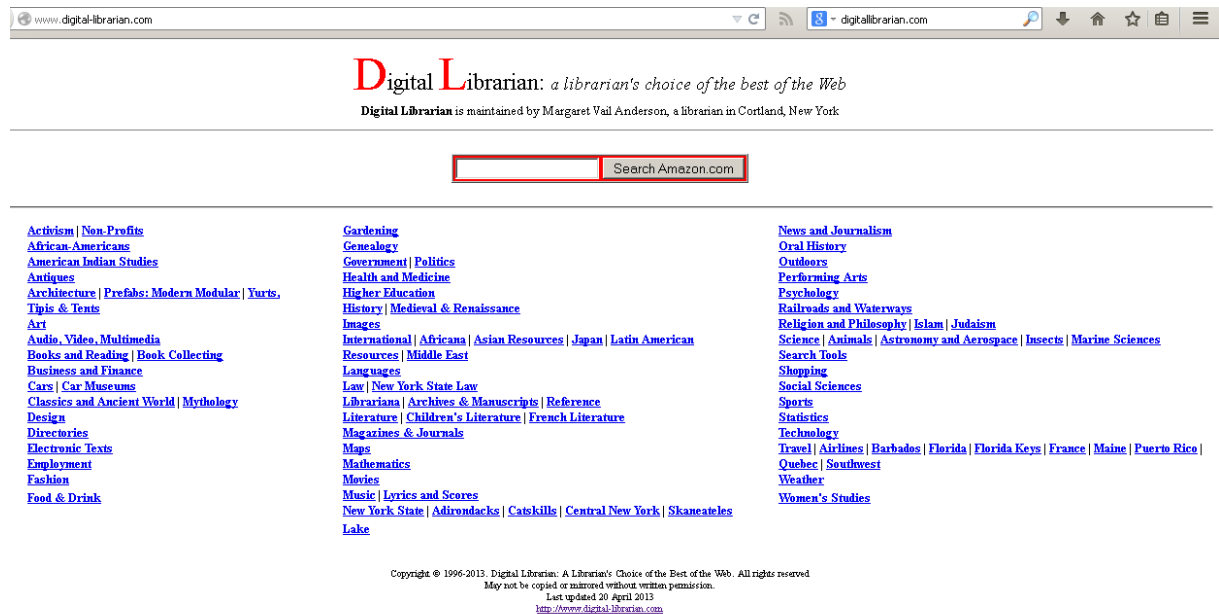 www.digital-librarian.com
digitallibrarian.com
Digital Librarian: a librarian's choice of the best of the Web
Digital Librarian is maintained by Margaret Vail Anderson, a librarian in Cortland, New York
Search Amazon.com
Activism | Non-Profits
African-Americans
American Indian Studies
Antiques
Architecture | Prefabs: Modern Modular | Yurts,
Tipis & Tents
Art
Audio, Video, Multimedia
Books and Reading | Book Collecting
Business and Finance
Cars | Car Museums
Classics and Ancient World | Mythology
Design
Directories
Electronic Texts
Employment
Fashion
Food & Drink
Gardening
Genealogy
Government | Politics
Health and Medicine
Higher Education
History | Medieval & Renaissance
Images
International | Africana | Asian Resources | Japan | Latin American
Resources | Middle East
Languages
Law | New York State Law
Librariana | Archives & Manuscripts | Reference
Literature | Children's Literature | French Literature
Magazines & Journals
Maps
Mathematics
Movies
Music | Lyrics and Scores
New York State | Adirondacks | Catskills | Central New York | Skaneateles
Lake
News and Journalism
Oral History
Outdoors
Performing Arts
Psychology
Railroads and Waterways
Religion and Philosophy | Islam | Judaism
Science | Animals | Astronomy and Aerospace | Insects | Marine Sciences
Search Tools
Shopping
Social Sciences
Sports
Statistics
Technology
Travel | Airlines | Barbados | Florida | Florida Keys | France | Maine | Puerto Rico |
Quebec | Southwest
Weather
Women's Studies
Copyright © 1996-2013. Digital Librarian: A Librarian's Choice of the Best of the Web. All rights reserved
May not be copied or mirrored without written permission.
Last updated 20 April 2013
http://www.digital-librarian.com